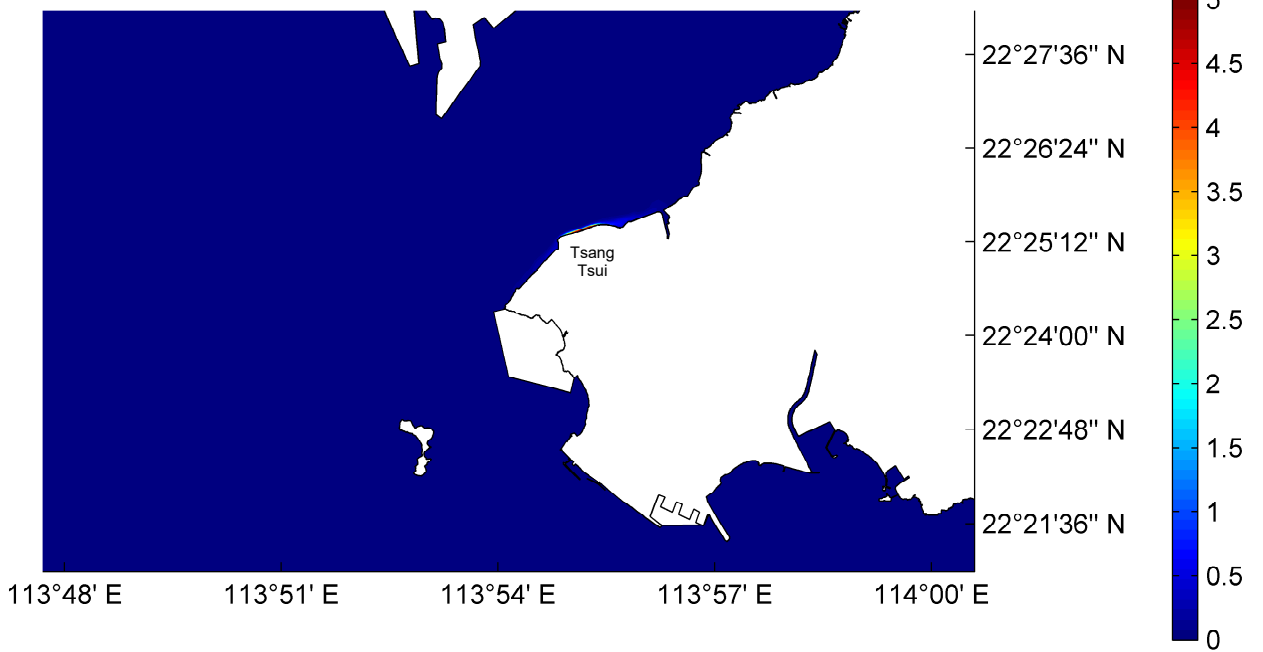 5
22°27'36" N
4.5
22°26'24" N
4
3.5
22°25'12" N
3
Tsang
Tsui
22°24'00" N
2.5
2
22°22'48" N
1.5
22°21'36" N
1
0.5
113°48' E 113°51' E 113°54' E 113°57' E 114°00' E
0